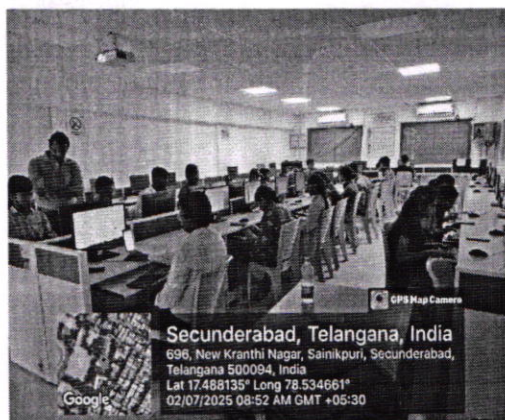 GPS Map Camera
Secunderabad, Telangana, India
696, New Kranthi Nagar, Sainikpuri, Secunderabad,
Telangana 500094, India
Lat 17.488135° Long 78.534661°
02/07/2025 08:52 AM GMT +05:30
Google